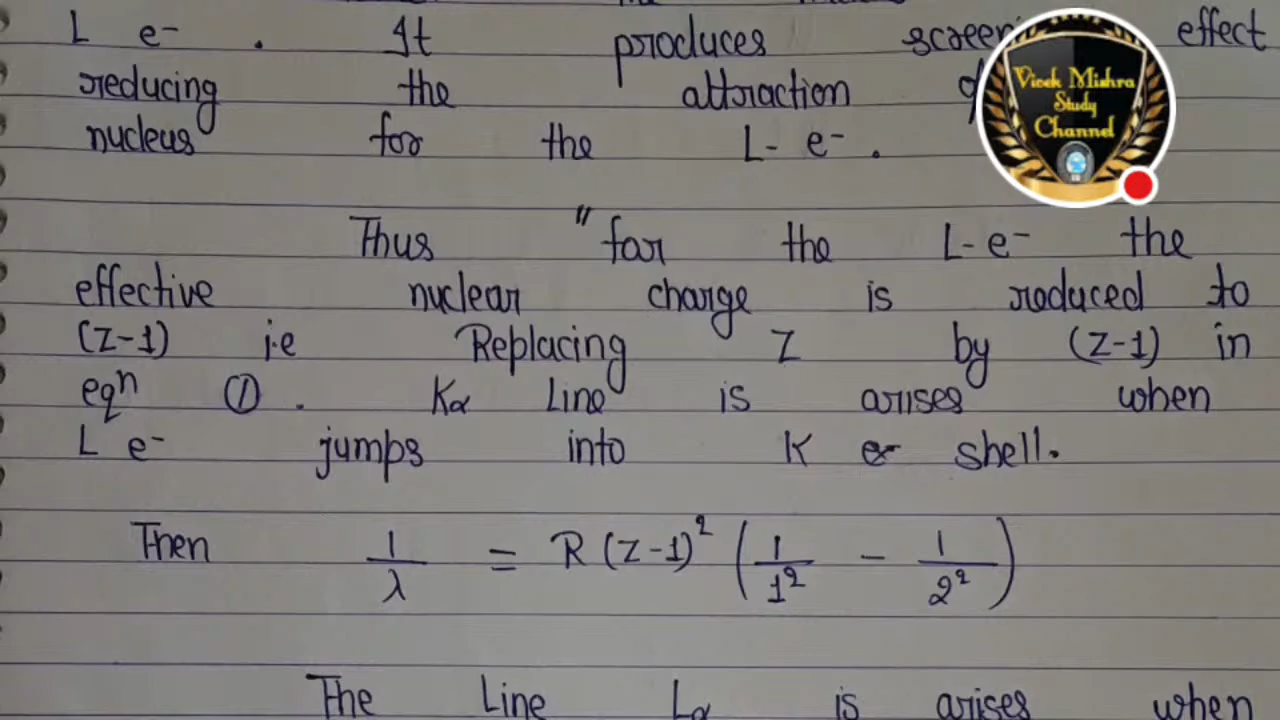 L e- . It produces effect
reducing the attraction
nucleus for the L- e- .
Vicek Mishra
Study
Channel
Thus "for the L-e- the
effective nuclear charge is reduced to
(Z-1) i.e Replacing Z by (Z-1) in
eqn ① . Kα Line is arises when
L e- jumps into K shell.
Then 1/λ = R(Z-1)² (1/1² - 1/2²)
The Line Lα is arises when